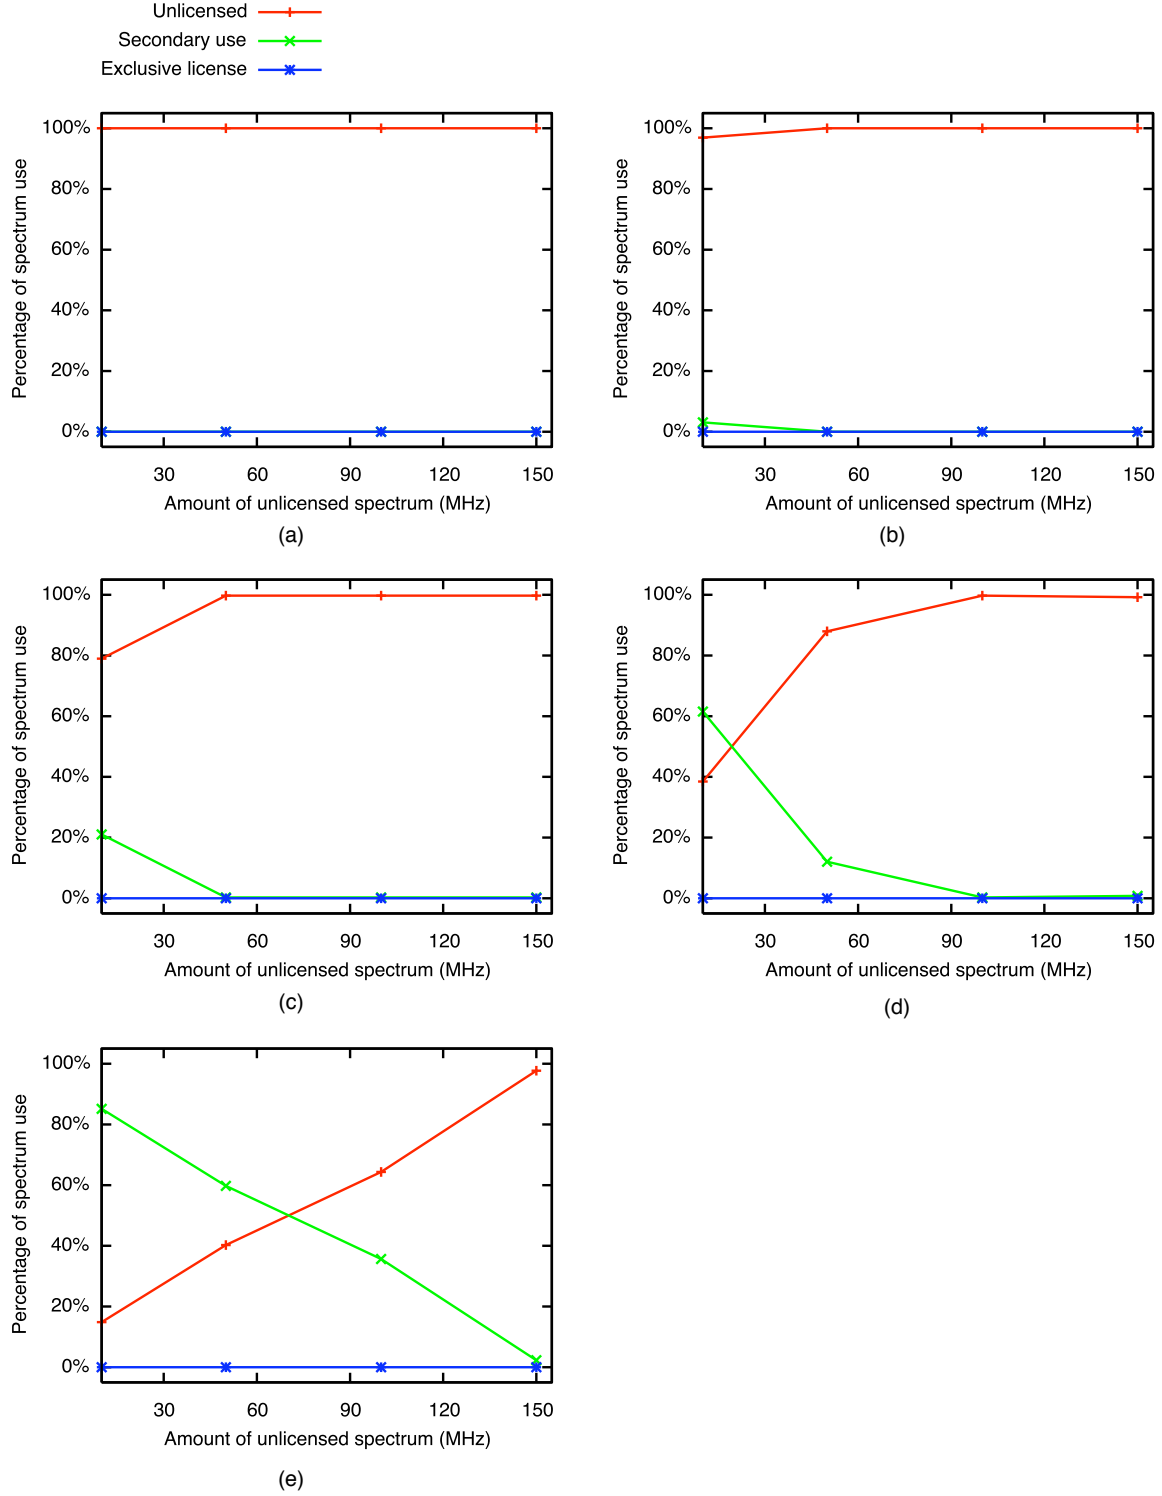 Unlicensed
Secondary use
Exclusive license
Percentage of spectrum use
100%
80%
60%
40%
20%
0%
30 60 90 120 150
Amount of unlicensed spectrum (MHz)
(a)
Percentage of spectrum use
100%
80%
60%
40%
20%
0%
30 60 90 120 150
Amount of unlicensed spectrum (MHz)
(b)
Percentage of spectrum use
100%
80%
60%
40%
20%
0%
30 60 90 120 150
Amount of unlicensed spectrum (MHz)
(c)
Percentage of spectrum use
100%
80%
60%
40%
20%
0%
30 60 90 120 150
Amount of unlicensed spectrum (MHz)
(d)
Percentage of spectrum use
100%
80%
60%
40%
20%
0%
30 60 90 120 150
Amount of unlicensed spectrum (MHz)
(e)